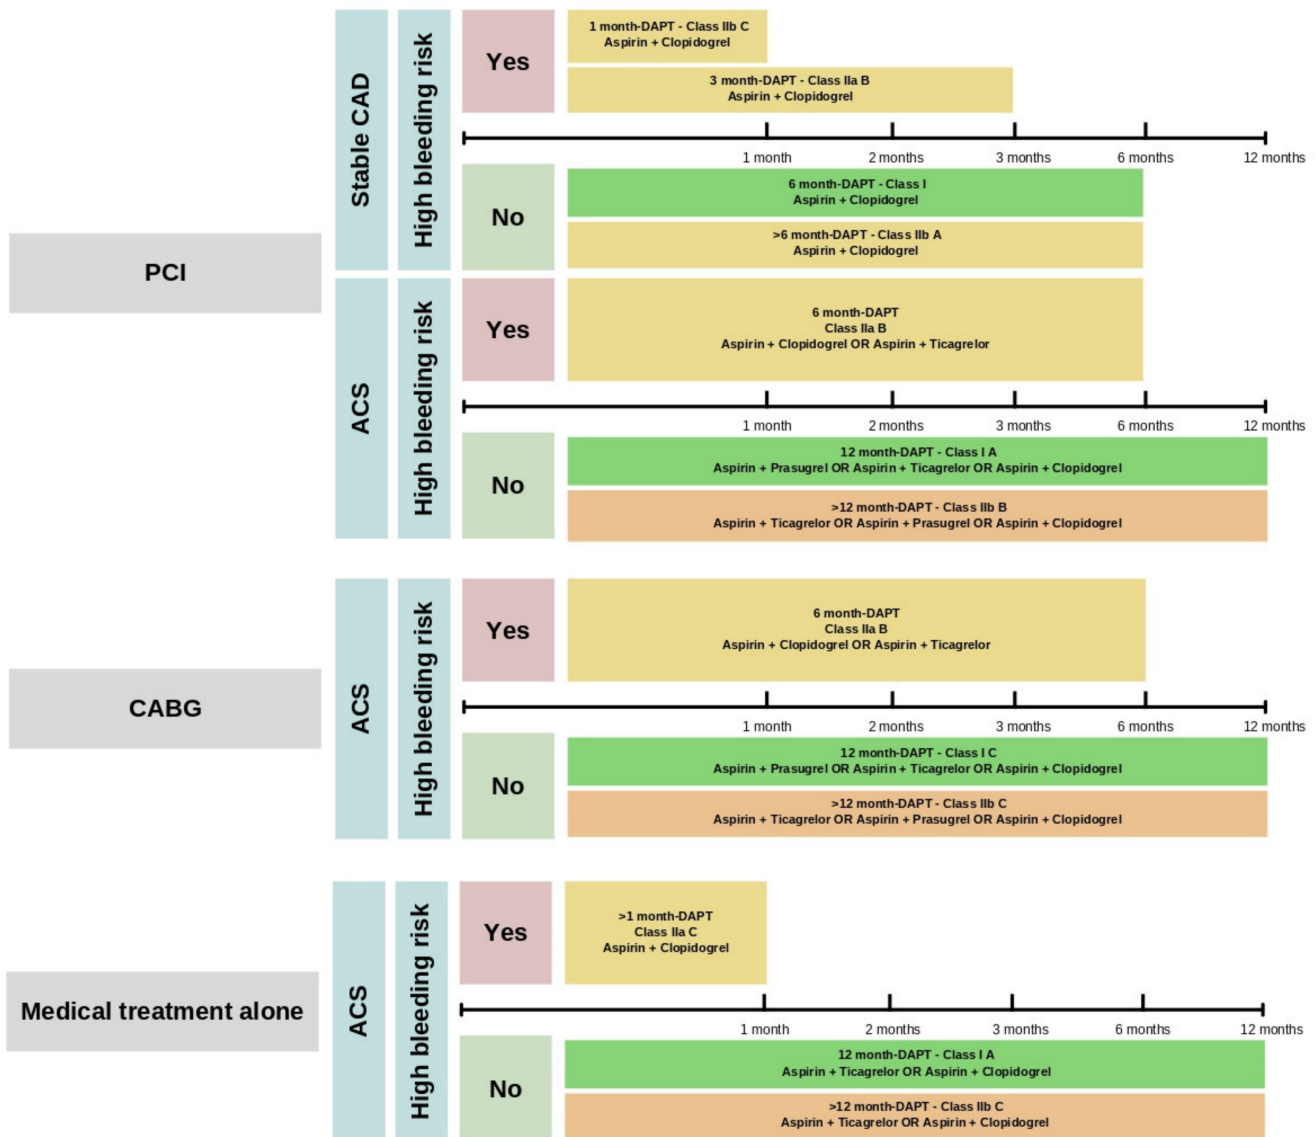 PCI
Stable CAD
High bleeding risk
Yes
1 month-DAPT - Class IIb C
Aspirin + Clopidogrel
3 month-DAPT - Class IIa B
Aspirin + Clopidogrel
1 month 2 months 3 months 6 months 12 months
No
6 month-DAPT - Class I
Aspirin + Clopidogrel
>6 month-DAPT - Class IIb A
Aspirin + Clopidogrel
ACS
High bleeding risk
Yes
6 month-DAPT
Class IIa B
Aspirin + Clopidogrel OR Aspirin + Ticagrelor
1 month 2 months 3 months 6 months 12 months
No
12 month-DAPT - Class I A
Aspirin + Prasugrel OR Aspirin + Ticagrelor OR Aspirin + Clopidogrel
>12 month-DAPT - Class IIb B
Aspirin + Ticagrelor OR Aspirin + Prasugrel OR Aspirin + Clopidogrel
CABG
ACS
High bleeding risk
Yes
6 month-DAPT
Class IIa B
Aspirin + Clopidogrel OR Aspirin + Ticagrelor
1 month 2 months 3 months 6 months 12 months
No
12 month-DAPT - Class I C
Aspirin + Prasugrel OR Aspirin + Ticagrelor OR Aspirin + Clopidogrel
>12 month-DAPT - Class IIb C
Aspirin + Ticagrelor OR Aspirin + Prasugrel OR Aspirin + Clopidogrel
Medical treatment alone
ACS
High bleeding risk
Yes
>1 month-DAPT
Class IIa C
Aspirin + Clopidogrel
1 month 2 months 3 months 6 months 12 months
No
12 month-DAPT - Class I A
Aspirin + Ticagrelor OR Aspirin + Clopidogrel
>12 month-DAPT - Class IIb C
Aspirin + Ticagrelor OR Aspirin + Clopidogrel